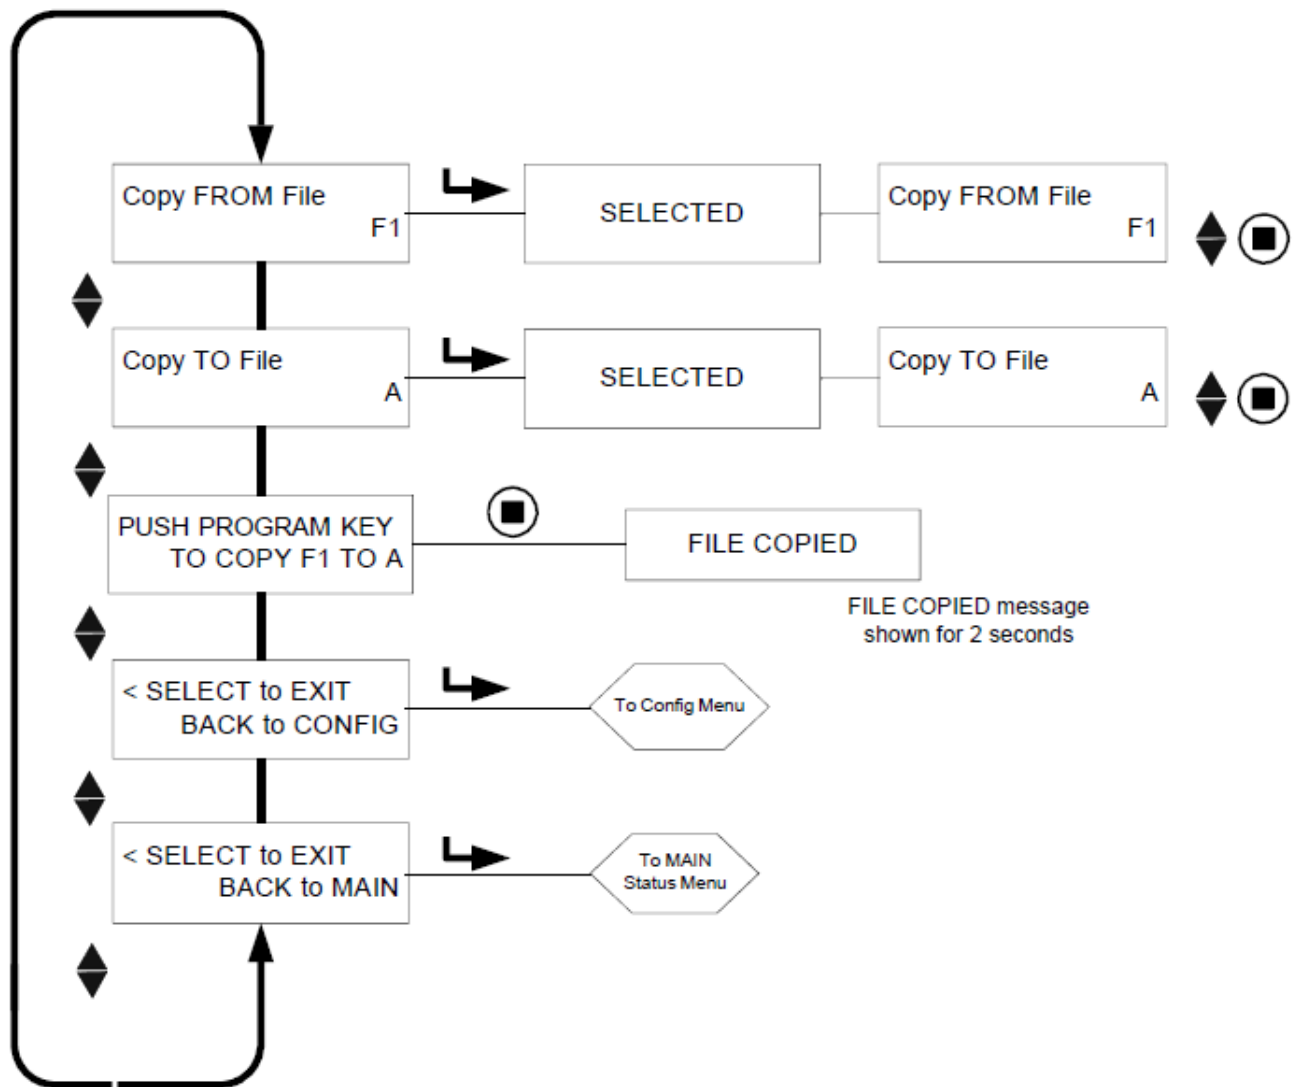 Copy FROM File
F1
SELECTED
Copy FROM File
F1
Copy TO File
A
SELECTED
Copy TO File
A
PUSH PROGRAM KEY
TO COPY F1 TO A
FILE COPIED
FILE COPIED message
shown for 2 seconds
< SELECT to EXIT
BACK to CONFIG
To Config Menu
< SELECT to EXIT
BACK to MAIN
To MAIN
Status Menu